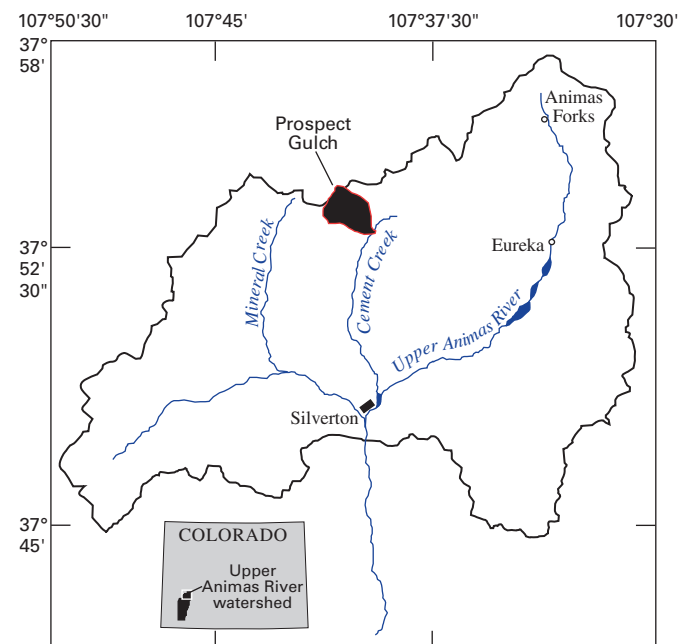 107°50'30" 107°45' 107°37'30" 107°30'
37°
58'
Animas
Forks
Prospect
Gulch
Mineral Creek
Cement Creek
37°
52'
30"
Eureka
Upper Animas River
Silverton
37°
45'
COLORADO
Upper
Animas River
watershed